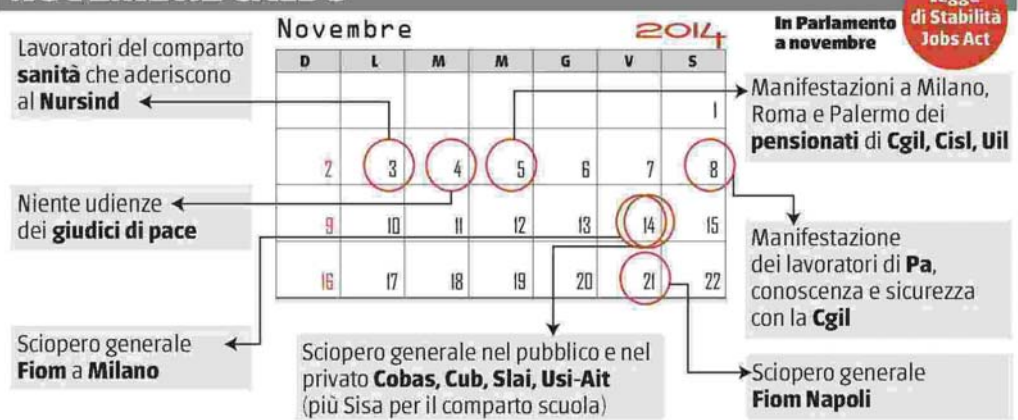 Novembre 2014
In Parlamento
a novembre
di Stabilità
Jobs Act
D L M M G V S
1
2 3 4 5 6 7 8
9 10 11 12 13 14 15
16 17 18 19 20 21 22
Lavoratori del comparto
sanità che aderiscono
al Nursind
Niente udienze
dei giudici di pace
Sciopero generale
Fiom a Milano
Sciopero generale nel pubblico e nel
privato Cobas, Cub, Slai, Usi-Ait
(più Sisa per il comparto scuola)
Manifestazioni a Milano,
Roma e Palermo dei
pensionati di Cgil, Cisl, Uil
Manifestazione
dei lavoratori di Pa,
conoscenza e sicurezza
con la Cgil
Sciopero generale
Fiom Napoli